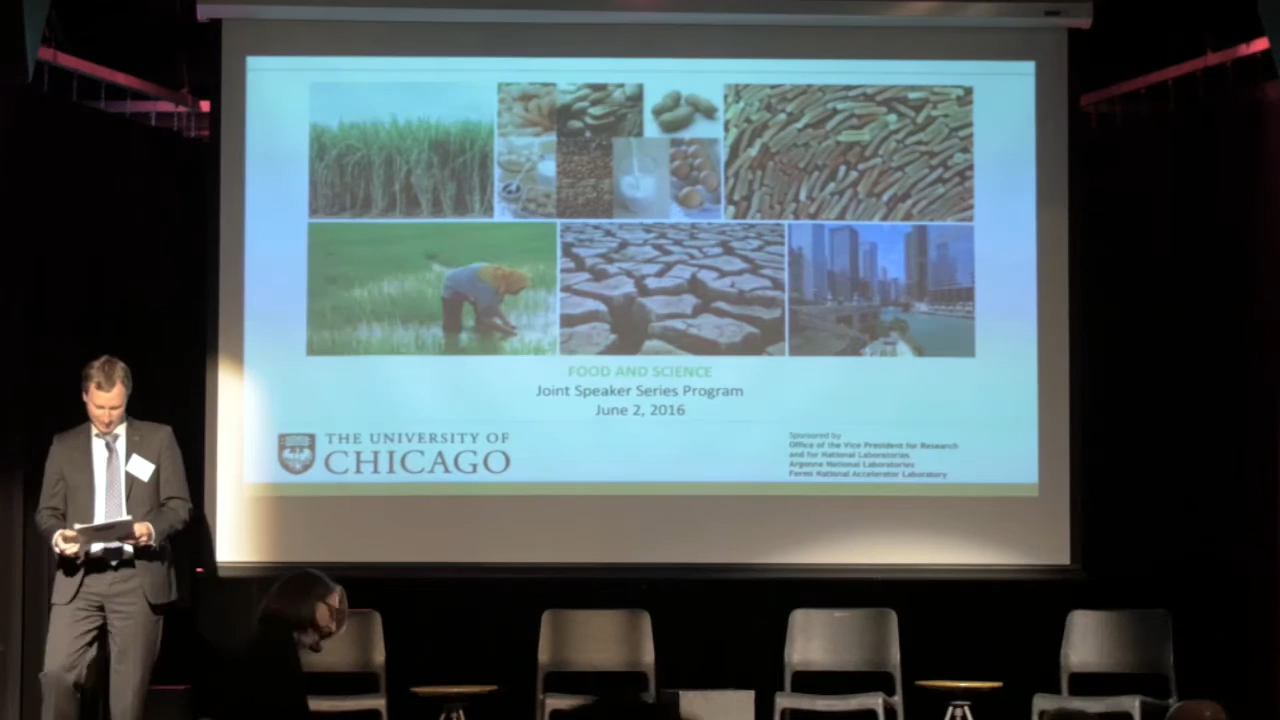 FOOD AND SCIENCE
Joint Speaker Series Program
June 2, 2016
THE UNIVERSITY OF
CHICAGO
Sponsored by
Office of the Vice President for Research
and for National Laboratories
Argonne National Laboratories
Fermi National Accelerator Laboratory